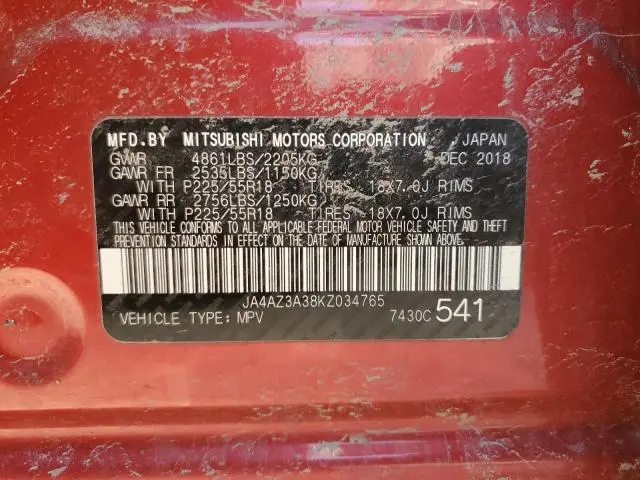 MFD.BY MITSUBISHI MOTORS CORPORATION JAPAN
GVWR 4861LBS/2205KG DEC 2018
GAWR FR 2535LBS/1150KG
WITH P225/55R18 TIRES 18X7.0J RIMS
GAWR RR 2756LBS/1250KG
WITH P225/55R18 TIRES 18X7.0J RIMS
THIS VEHICLE CONFORMS TO ALL APPLICABLE FEDERAL MOTOR VEHICLE SAFETY AND THEFT
PREVENTION STANDARDS IN EFFECT ON THE DATE OF MANUFACTURE SHOWN ABOVE.
JA4AZ3A38KZ034765
VEHICLE TYPE: MPV 7430C 541